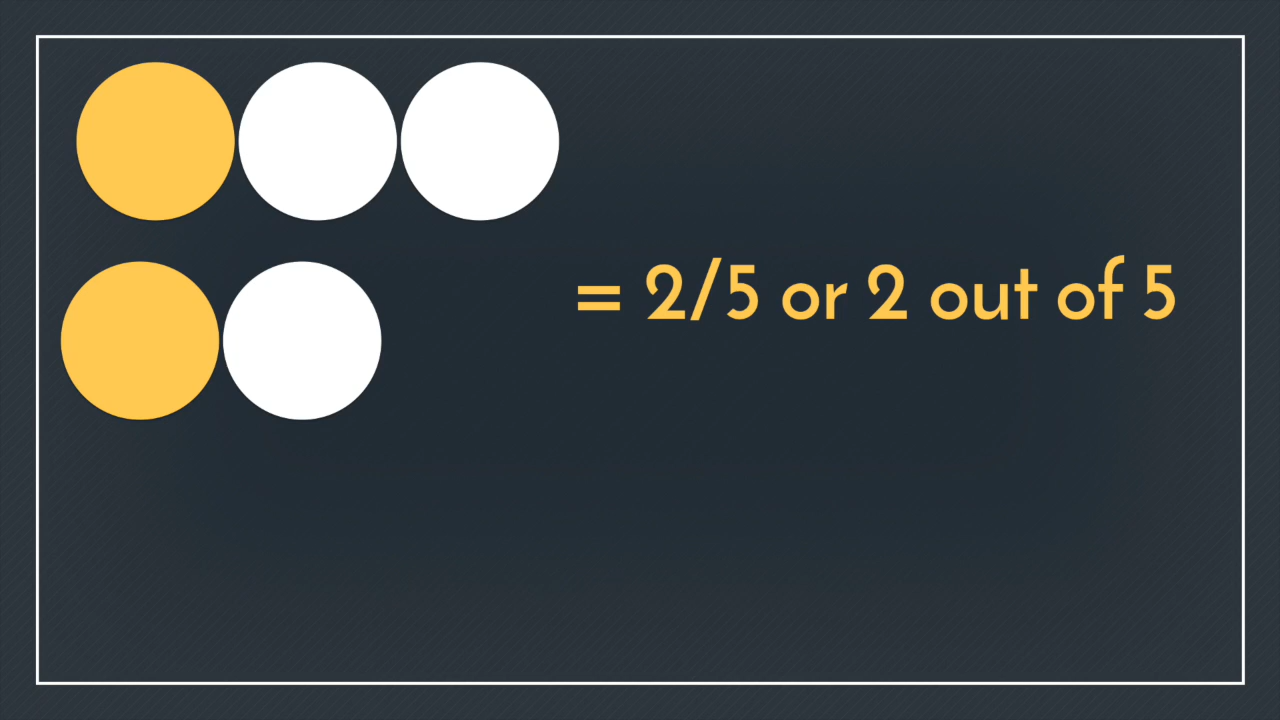 = 2/5 or 2 out of 5